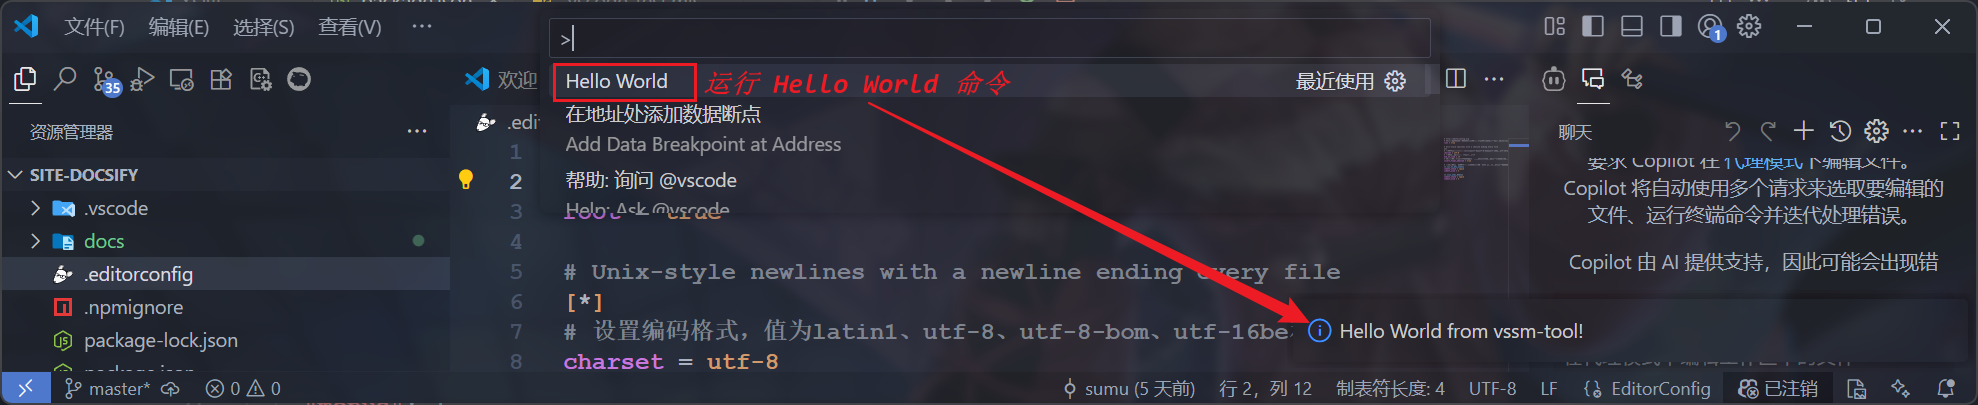 文件(F) 编辑(E) 选择(S) 查看(V) ···
>
1
35
欢迎
Hello World
运行 Hello World 命令
最近使用
资源管理器
.edit
在地址处添加数据断点
Add Data Breakpoint at Address
帮助: 询问 @vscode
Help: Ask @vscode
聊天
要求 Copilot 在 代理模式 下编辑文件。
Copilot 将自动使用多个请求来选取要编辑的
文件、运行终端命令并迭代处理错误。
Copilot 由 AI 提供支持，因此可能会出现错
SITE-DOCSIFY
.vscode
docs
.editorconfig
.npmignore
package-lock.json
package.json
1
2
3 root = true
4
5 # Unix-style newlines with a newline ending every file
6 [*]
7 # 设置编码格式，值为latin1、utf-8、utf-8-bom、utf-16be
8 charset = utf-8
Hello World from vssm-tool!
master* 0 0
sumu (5 天前) 行 2，列 12 制表符长度: 4 UTF-8 LF EditorConfig 已注销